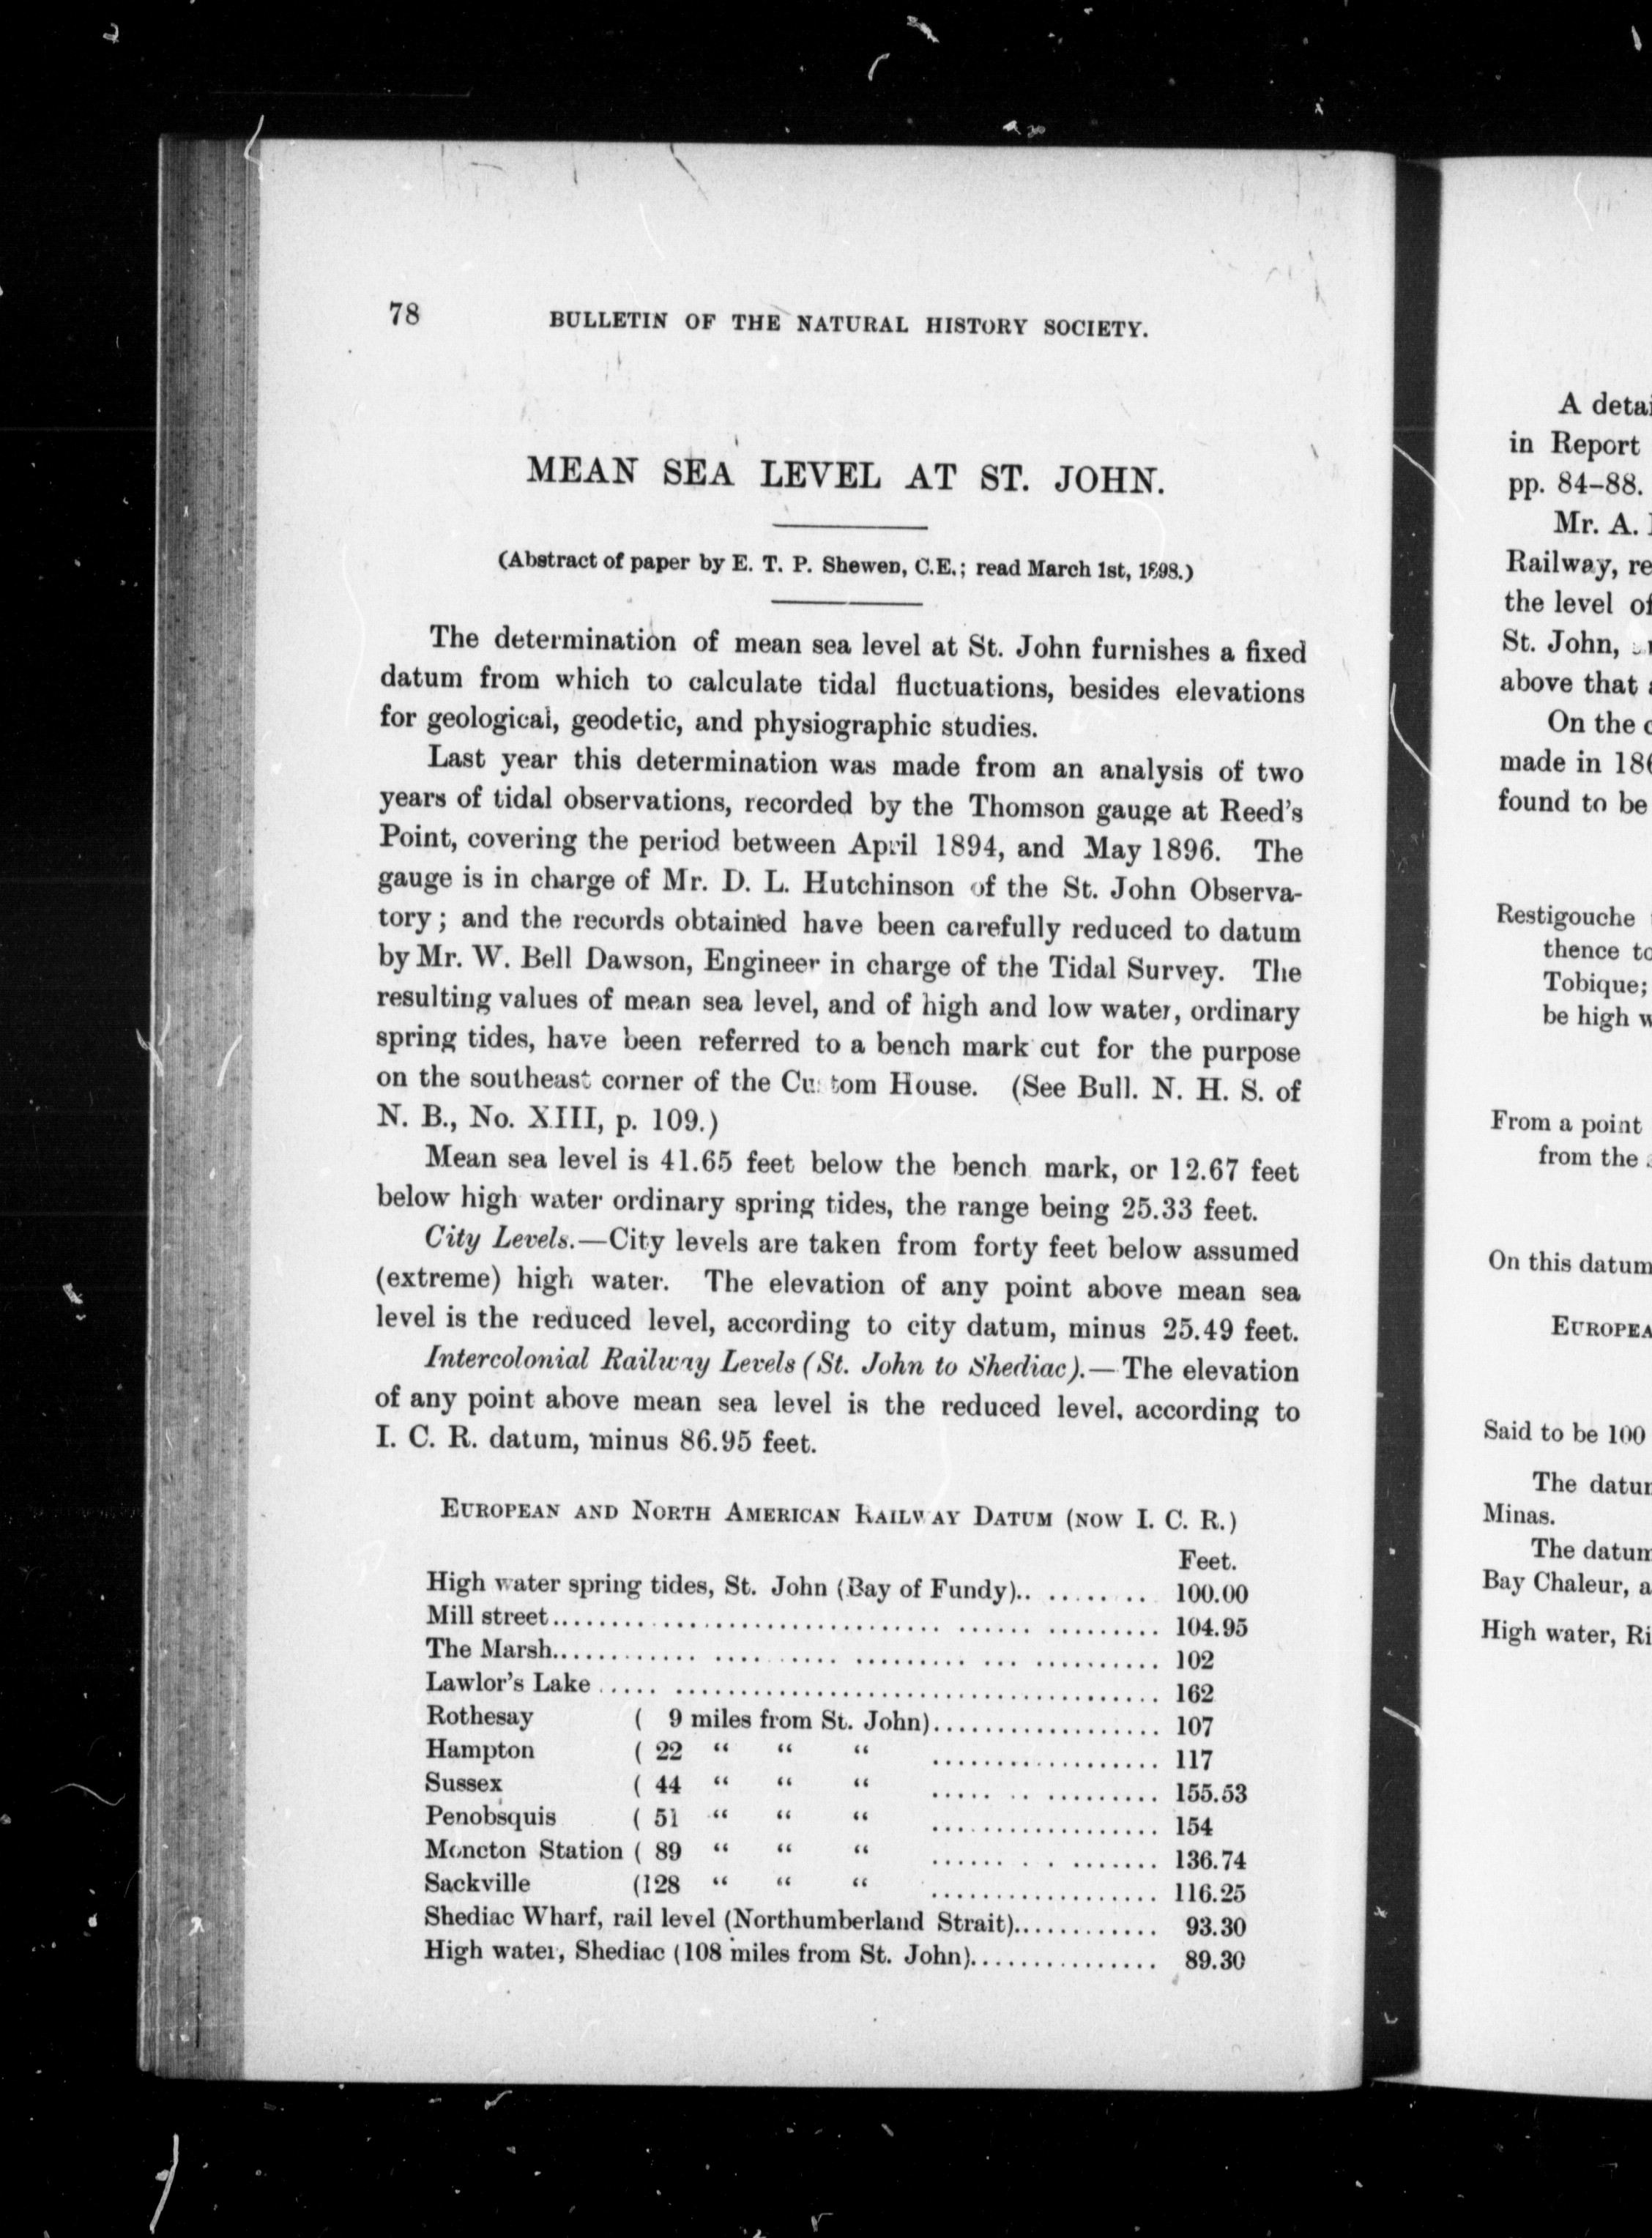 78 BULLETIN OF THE NATURAL HISTORY SOCIETY.
MEAN SEA LEVEL AT ST. JOHN.
(Abstract of paper by E. T. P. Shewen, C.E.; read March 1st, 1898.)
The determination of mean sea level at St. John furnishes a fixed
datum from which to calculate tidal fluctuations, besides elevations
for geological, geodetic, and physiographic studies.
Last year this determination was made from an analysis of two
years of tidal observations, recorded by the Thomson gauge at Reed's
Point, covering the period between April 1894, and May 1896. The
gauge is in charge of Mr. D. L. Hutchinson of the St. John Observa-
tory; and the records obtained have been carefully reduced to datum
by Mr. W. Bell Dawson, Engineer in charge of the Tidal Survey. The
resulting values of mean sea level, and of high and low water, ordinary
spring tides, have been referred to a bench mark cut for the purpose
on the southeast corner of the Custom House. (See Bull. N. H. S. of
N. B., No. XIII, p. 109.)
Mean sea level is 41.65 feet below the bench mark, or 12.67 feet
below high water ordinary spring tides, the range being 25.33 feet.
City Levels.—City levels are taken from forty feet below assumed
(extreme) high water. The elevation of any point above mean sea
level is the reduced level, according to city datum, minus 25.49 feet.
Intercolonial Railway Levels (St. John to Shediac).—The elevation
of any point above mean sea level is the reduced level, according to
I. C. R. datum, minus 86.95 feet.
EUROPEAN AND NORTH AMERICAN RAILWAY DATUM (NOW I. C. R.)
Feet.
High water spring tides, St. John (Bay of Fundy).. ........ 100.00
Mill street.................................... 104.95
The Marsh.................................... 102
Lawlor's Lake .................................... 162
Rothesay ( 9 miles from St. John).................. 107
Hampton ( 22 “ “ “ .................. 117
Sussex ( 44 “ “ “ .................. 155.53
Penobsquis ( 51 “ “ “ .................. 154
Moncton Station ( 89 “ “ “ .................. 136.74
Sackville (128 “ “ “ .................. 116.25
Shediac Wharf, rail level (Northumberland Strait)............ 93.30
High water, Shediac (108 miles from St. John)............... 89.30
A
in Report
pp. 84–88.
Mr. A.
Railway,
the level
St. John,
above that
On the
made in
found to be
Restigouche
thence
Tobique;
be high
From a point
from the
On this datum
Said to be 100
The
Minas.
The datum
Bay Chaleur,
High water,